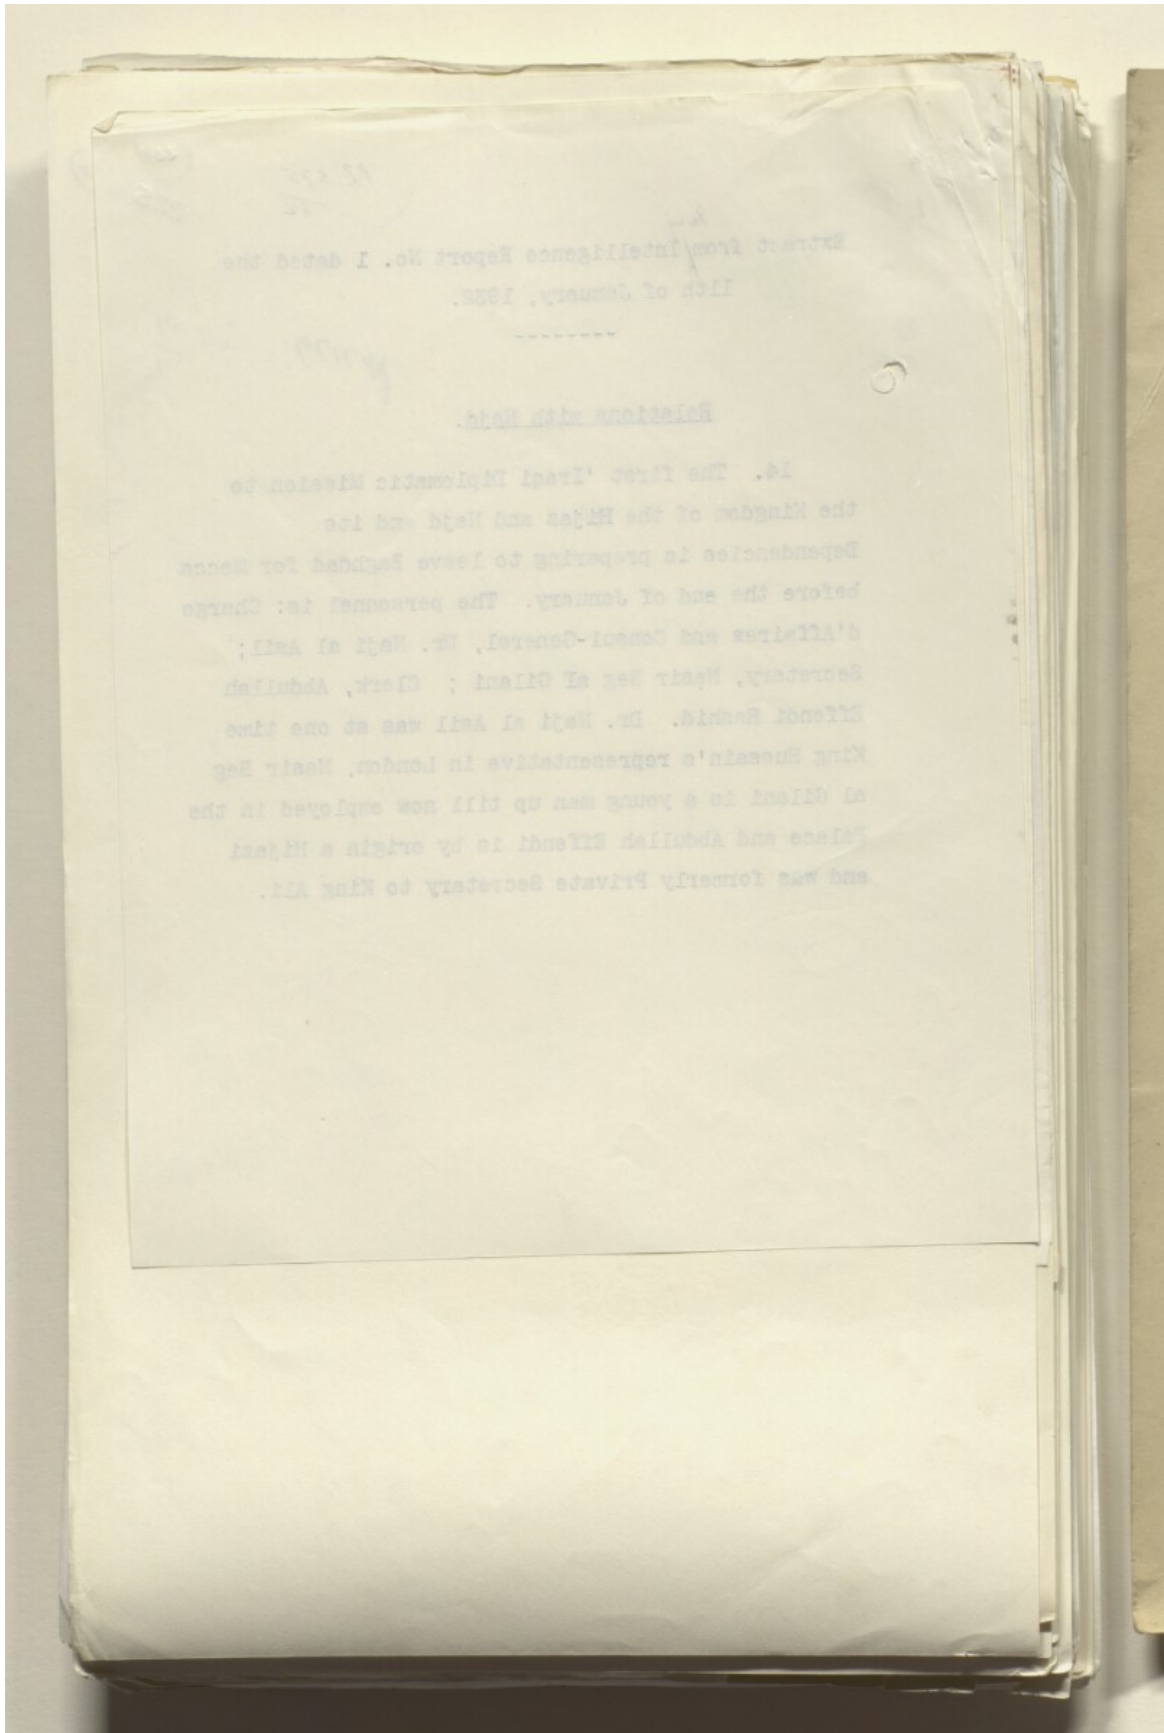 Extract from Intelligence Report No. 1 dated the
11th of January, 1932.
--------
Relations with Najd.
14. The first 'Iraqi Diplomatic Mission to
the Kingdom of the Hijaz and Najd and its
Dependencies is preparing to leave Baghdad for Mecca
before the end of January. The personnel is: Charge
d'Affaires and Consul-General, Dr. Naji al Asil;
Secretary, Nasir Beg al Gilani ; Clerk, Abdullah
Effendi Rashid. Dr. Naji al Asil was at one time
King Hussain's representative in London, Nasir Beg
al Gilani is a young man up till now employed in the
Palace and Abdullah Effendi is by origin a Hijazi
and was formerly Private Secretary to King Ali.